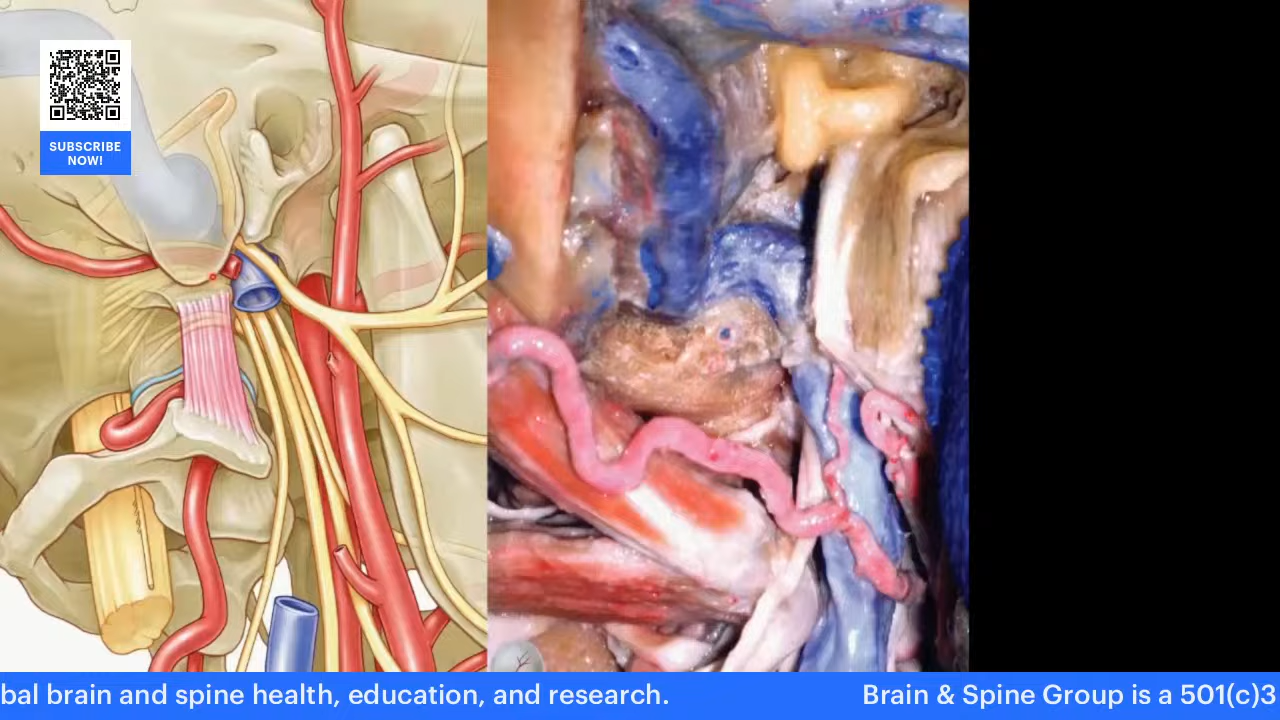 SUBSCRIBE
NOW!
bal brain and spine health, education, and research.
Brain & Spine Group is a 501(c)3